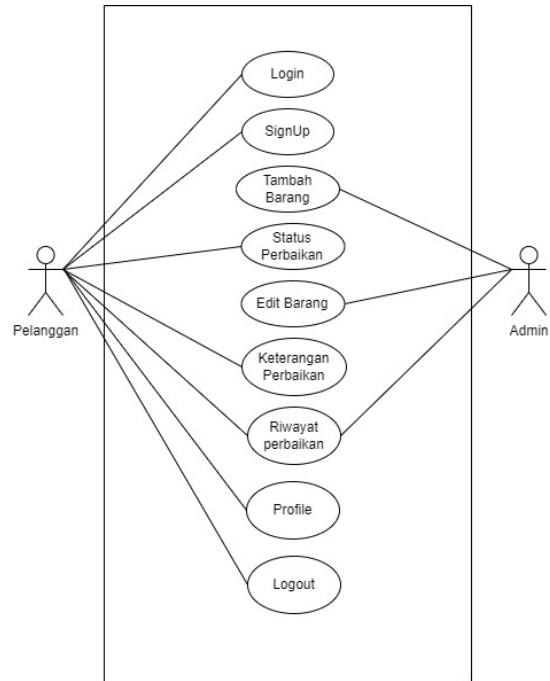 Login
SignUp
Tambah
Barang
Status
Perbaikan
Edit Barang
Pelanggan
Admin
Keterangan
Perbaikan
Riwayat
perbaikan
Profile
Logout